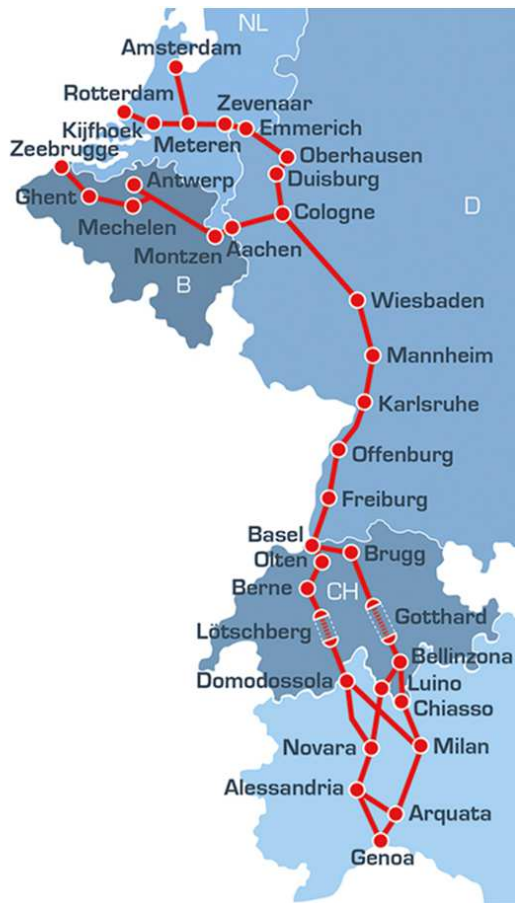 NL
Amsterdam
Rotterdam
Zevenaar
Kijfhoek
Meteren
Emmerich
Zeebrugge
Oberhausen
Antwerp
Duisburg
Ghent
Cologne
D
Mechelen
Montzen
Aachen
B
Wiesbaden
Mannheim
Karlsruhe
Offenburg
Freiburg
Basel
Brugg
Olten
Berne
CH
Gotthard
Lötschberg
Bellinzona
Domodossola
Luino
Chiasso
Novara
Milan
Alessandria
Arquata
Genoa